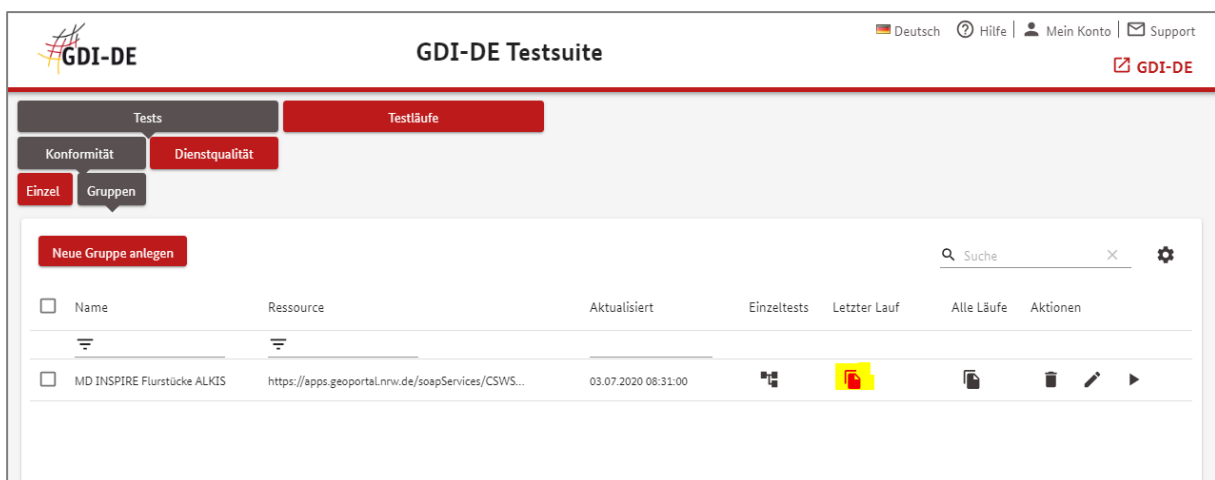 GDI-DE
GDI-DE Testsuite
Deutsch Hilfe Mein Konto Support
GDI-DE
Tests Testläufe
Konformität Dienstqualität
Einzel Gruppen
Neue Gruppe anlegen
Suche
Name Ressource Aktualisiert Einzeltests Letzter Lauf Alle Läufe Aktionen
MD INSPIRE Flurstücke ALKIS https://apps.geoportal.nrw.de/soapServices/CSWS... 03.07.2020 08:31:00